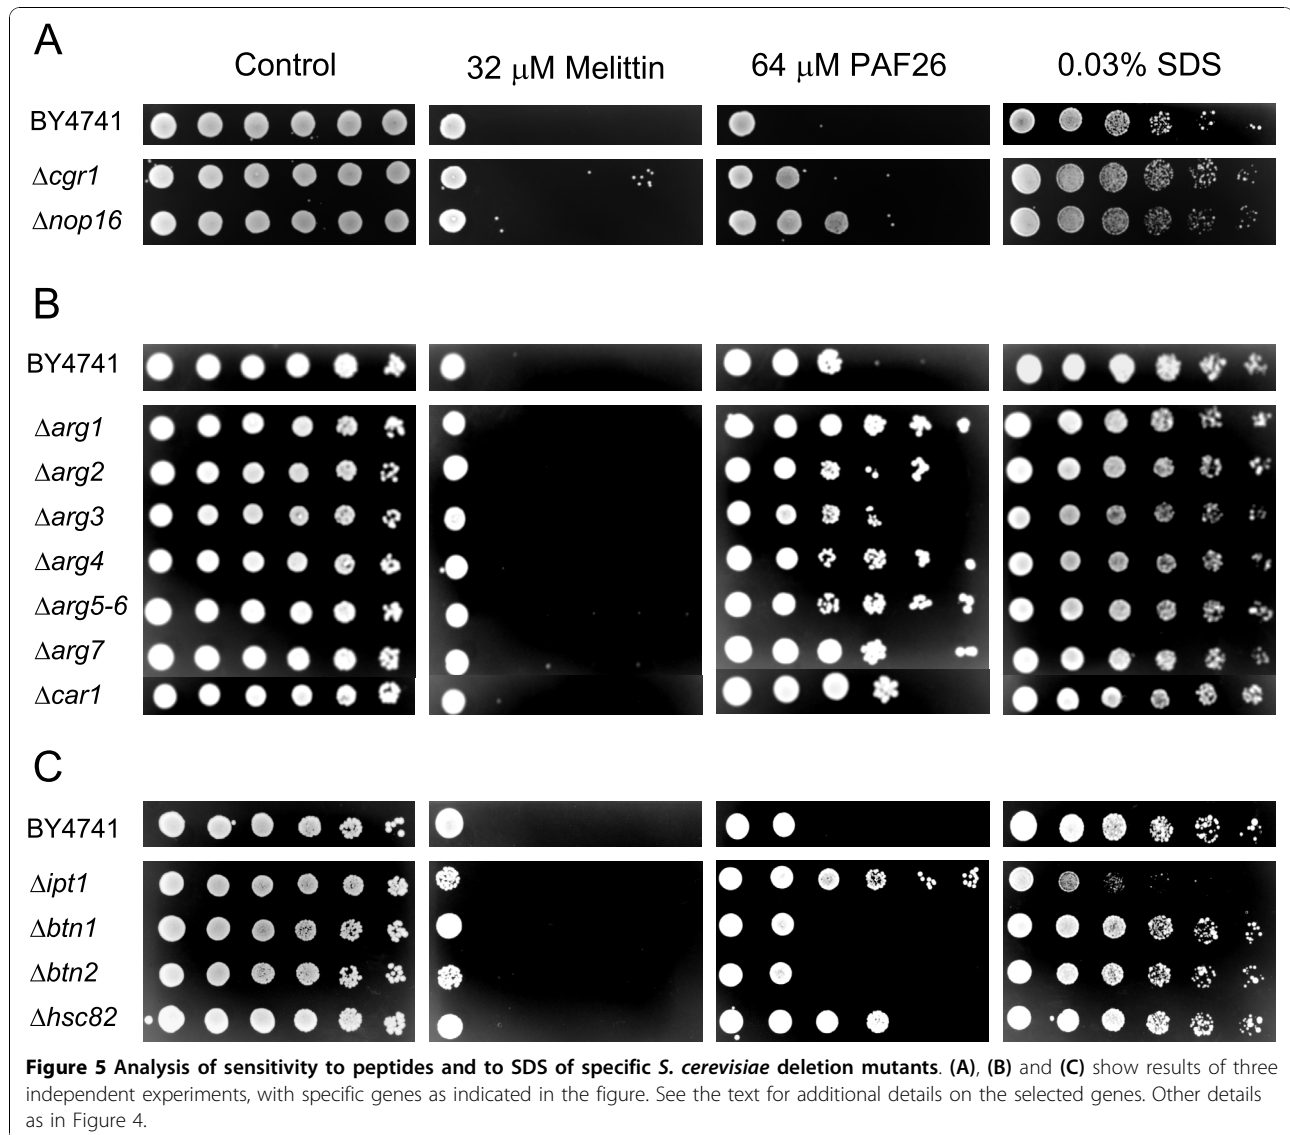 A
Control
32 μM Melittin
64 μM PAF26
0.03% SDS
BY4741
Δcgr1
Δnop16
B
BY4741
Δarg1
Δarg2
Δarg3
Δarg4
Δarg5-6
Δarg7
Δcar1
C
BY4741
Δipt1
Δbtn1
Δbtn2
Δhsc82
Figure 5 Analysis of sensitivity to peptides and to SDS of specific S. cerevisiae deletion mutants. (A), (B) and (C) show results of three
independent experiments, with specific genes as indicated in the figure. See the text for additional details on the selected genes. Other details
as in Figure 4.